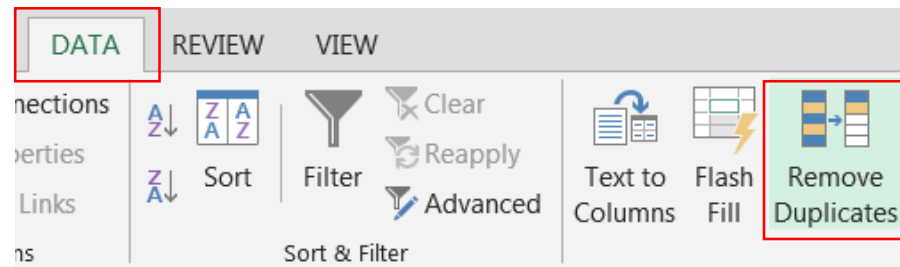 DATA REVIEW VIEW
nnections
perties
Links
ns
A
Z
Z
A
Z A
A Z
Sort
Filter
Clear
Reapply
Advanced
Sort & Filter
Text to
Columns
Flash
Fill
Remove
Duplicates